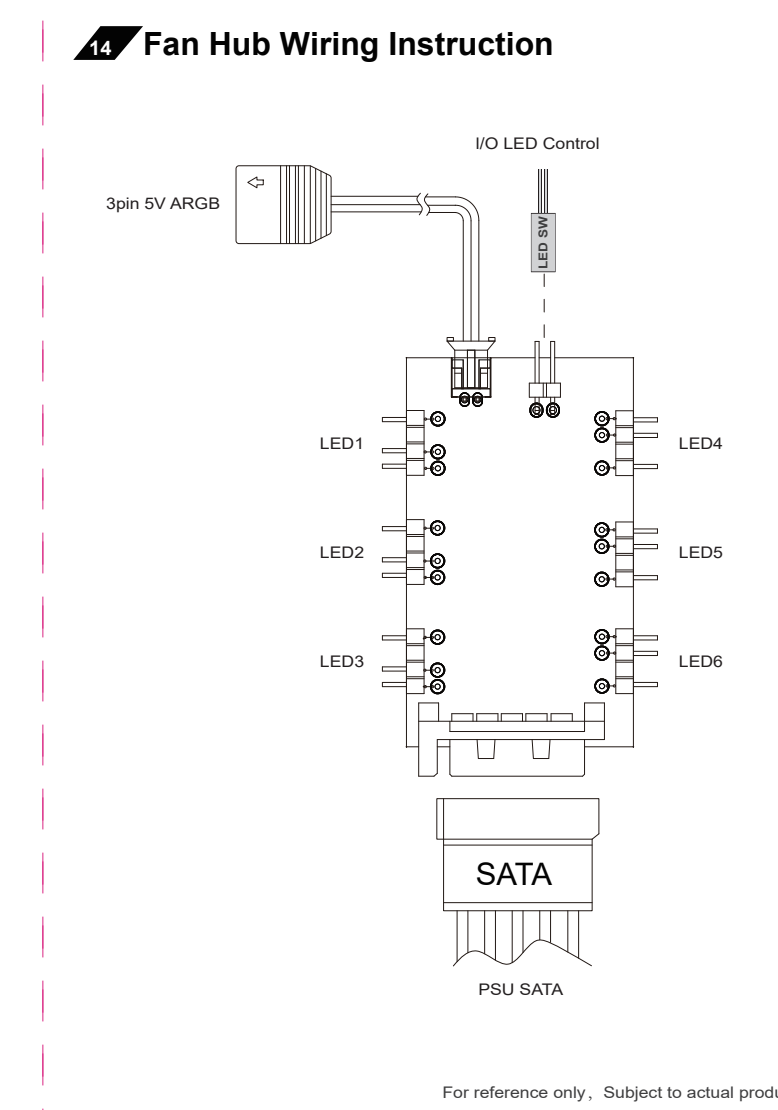 14 Fan Hub Wiring Instruction
I/O LED Control
3pin 5V ARGB
LED SW
LED1
LED4
LED2
LED5
LED3
LED6
SATA
PSU SATA
For reference only，Subject to actual produ